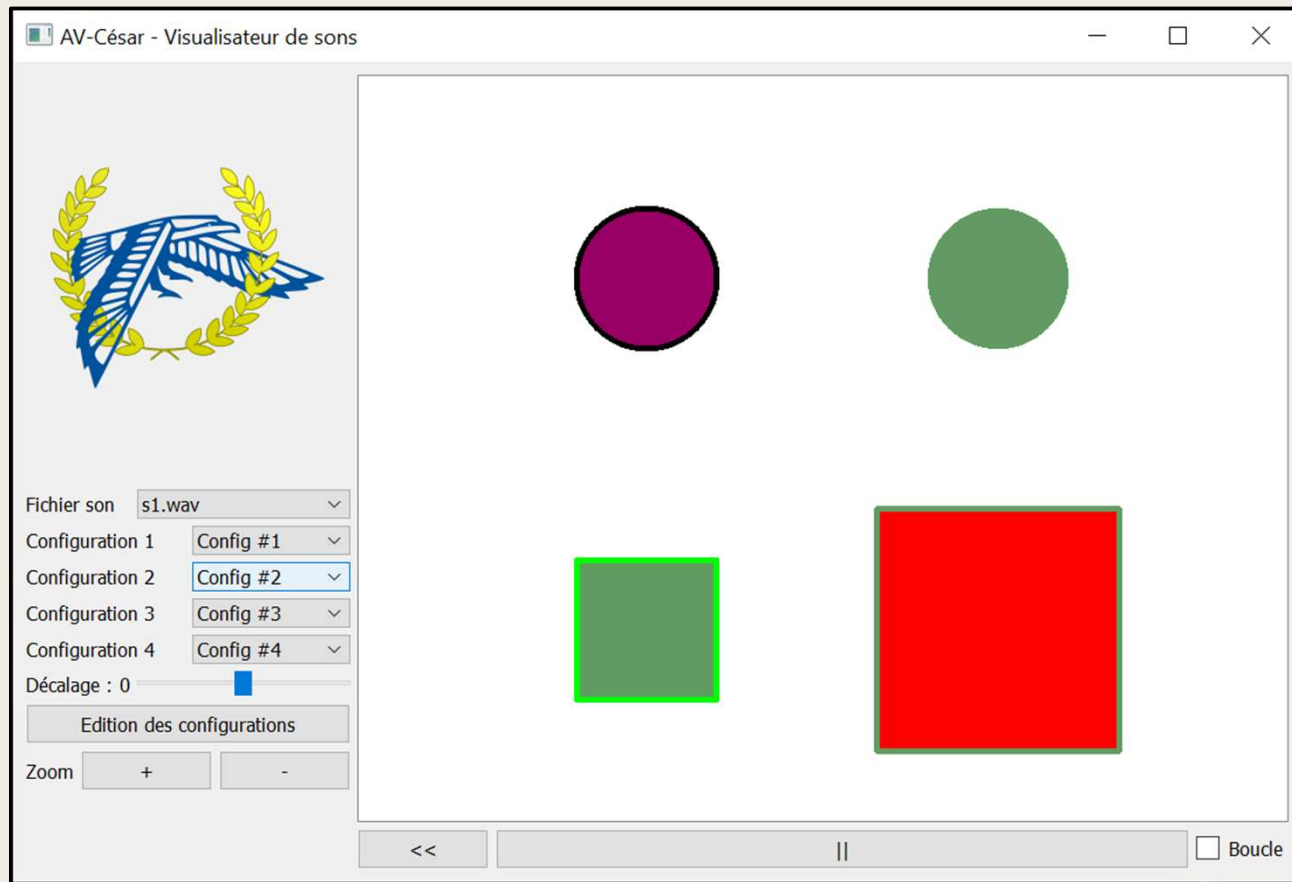 AV-César - Visualisateur de sons
Fichier son s1.wav
Configuration 1 Config #1
Configuration 2 Config #2
Configuration 3 Config #3
Configuration 4 Config #4
Décalage : 0
Edition des configurations
Zoom + -
<< || Boucle